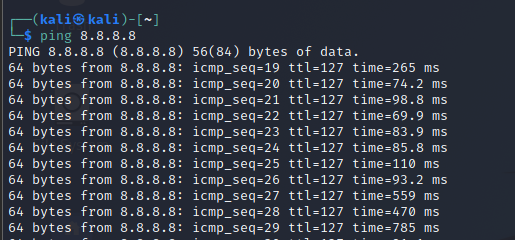 ┌──(kali㉿kali)-[~]
└─$ ping 8.8.8.8
PING 8.8.8.8 (8.8.8.8) 56(84) bytes of data.
64 bytes from 8.8.8.8: icmp_seq=19 ttl=127 time=265 ms
64 bytes from 8.8.8.8: icmp_seq=20 ttl=127 time=74.2 ms
64 bytes from 8.8.8.8: icmp_seq=21 ttl=127 time=98.8 ms
64 bytes from 8.8.8.8: icmp_seq=22 ttl=127 time=69.9 ms
64 bytes from 8.8.8.8: icmp_seq=23 ttl=127 time=83.9 ms
64 bytes from 8.8.8.8: icmp_seq=24 ttl=127 time=85.8 ms
64 bytes from 8.8.8.8: icmp_seq=25 ttl=127 time=110 ms
64 bytes from 8.8.8.8: icmp_seq=26 ttl=127 time=93.2 ms
64 bytes from 8.8.8.8: icmp_seq=27 ttl=127 time=559 ms
64 bytes from 8.8.8.8: icmp_seq=28 ttl=127 time=470 ms
64 bytes from 8.8.8.8: icmp_seq=29 ttl=127 time=785 ms